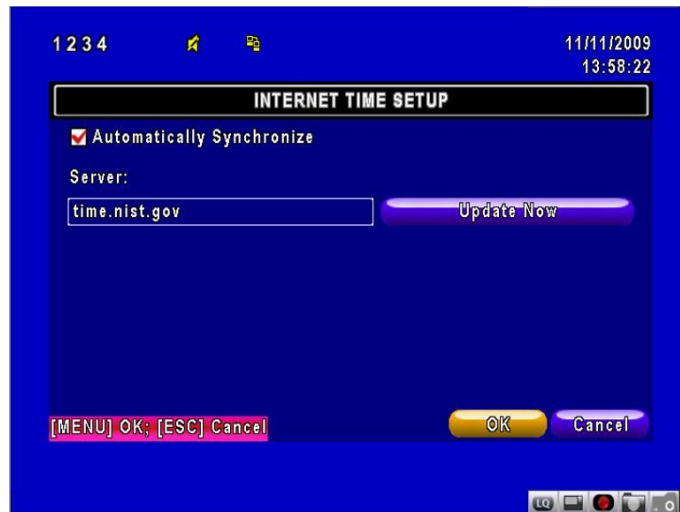 1234
11/11/2009
13:58:22
INTERNET TIME SETUP
Automatically Synchronize
Server:
time.nist.gov
Update Now
[MENU] OK; [ESC] Cancel
OK
Cancel
LQ